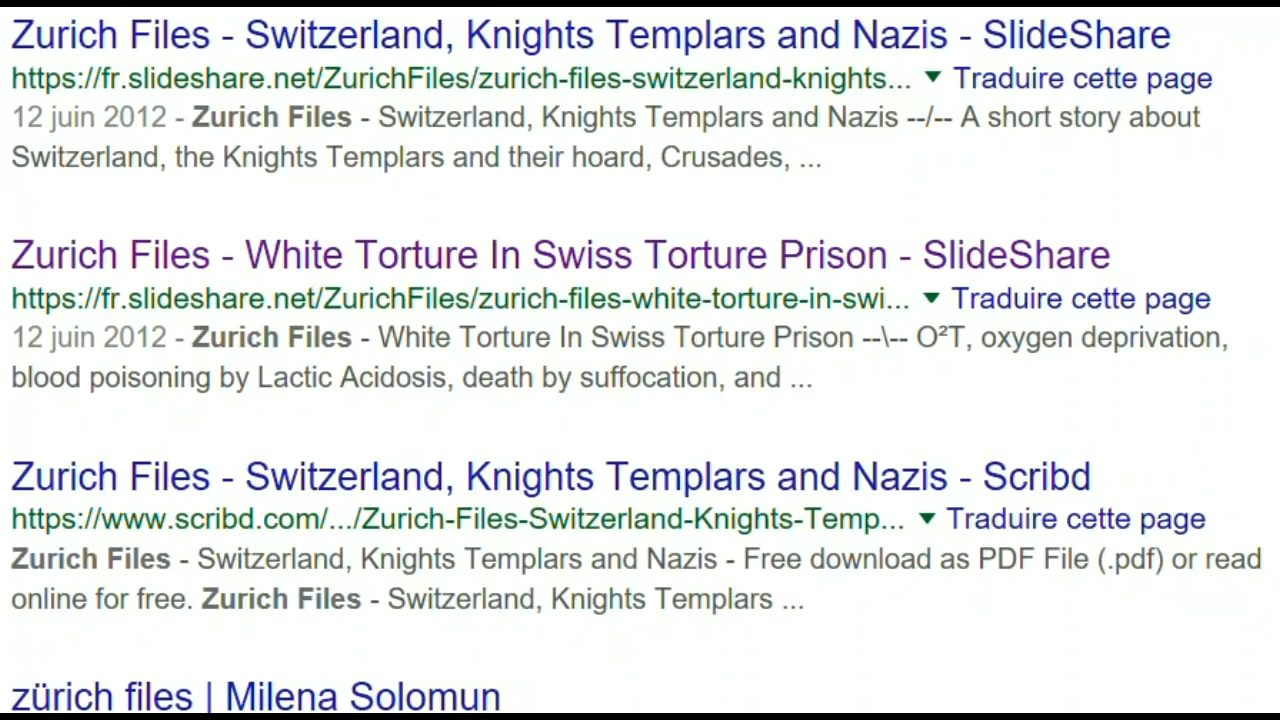 Zurich Files - Switzerland, Knights Templars and Nazis - SlideShare
https://fr.slideshare.net/ZurichFiles/zurich-files-switzerland-knights... ▼ Traduire cette page
12 juin 2012 - Zurich Files - Switzerland, Knights Templars and Nazis --/-- A short story about
Switzerland, the Knights Templars and their hoard, Crusades, ...
Zurich Files - White Torture In Swiss Torture Prison - SlideShare
https://fr.slideshare.net/ZurichFiles/zurich-files-white-torture-in-swi... ▼ Traduire cette page
12 juin 2012 - Zurich Files - White Torture In Swiss Torture Prison --\-- O²T, oxygen deprivation,
blood poisoning by Lactic Acidosis, death by suffocation, and ...
Zurich Files - Switzerland, Knights Templars and Nazis - Scribd
https://www.scribd.com/.../Zurich-Files-Switzerland-Knights-Temp... ▼ Traduire cette page
Zurich Files - Switzerland, Knights Templars and Nazis - Free download as PDF File (.pdf) or read
online for free. Zurich Files - Switzerland, Knights Templars ...
zürich files | Milena Solomun